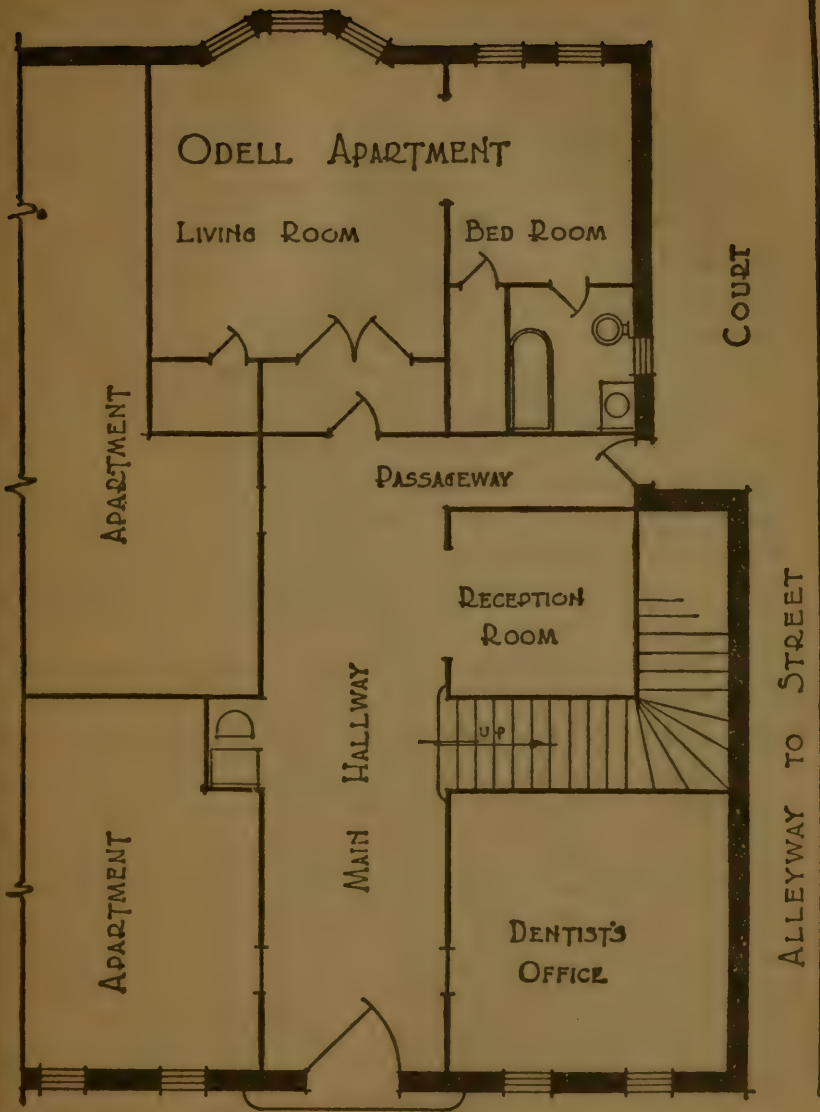 ODELL APARTMENT
LIVING ROOM
BED ROOM
COURT
APARTMENT
PASSAGEWAY
RECEPTION
ROOM
UP
MAIN HALLWAY
ALLEYWAY TO STREET
APARTMENT
DENTIST'S
OFFICE